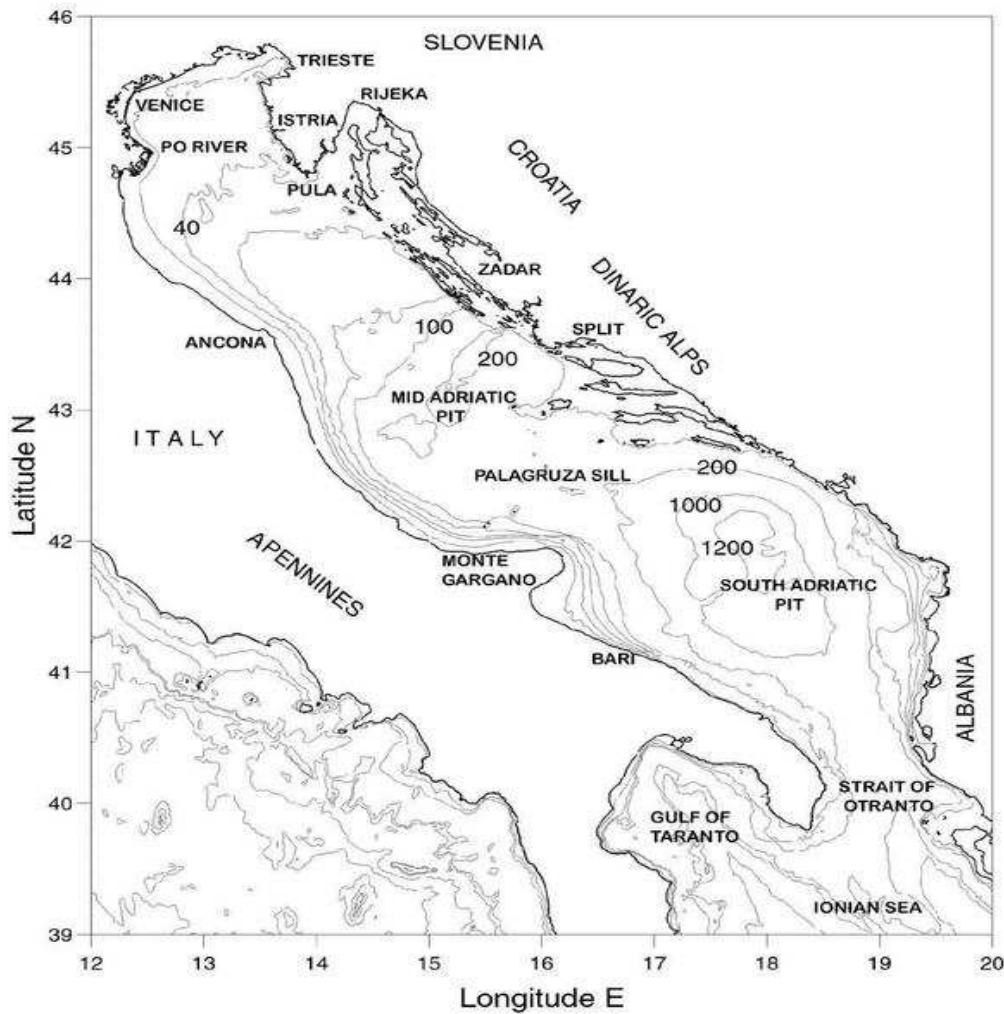 46
SLOVENIA
TRIESTE
RIJEKA
VENICE
ISTRIA
45
PO RIVER
CROATIA
PULA
40
ZADAR
44
DINARIC ALPS
100
SPLIT
ANCONA
200
MID ADRIATIC
PIT
43
ITALY
PALAGRUZA SILL
200
1000
42
1200
MONTE
GARGANO
APENNINES
SOUTH ADRIATIC
PIT
41
BARI
ALBANIA
STRAIT OF
OTRANTO
40
GULF OF
TARANTO
IONIAN SEA
39
12 13 14 15 16 17 18 19 20
Longitude E
Latitude N